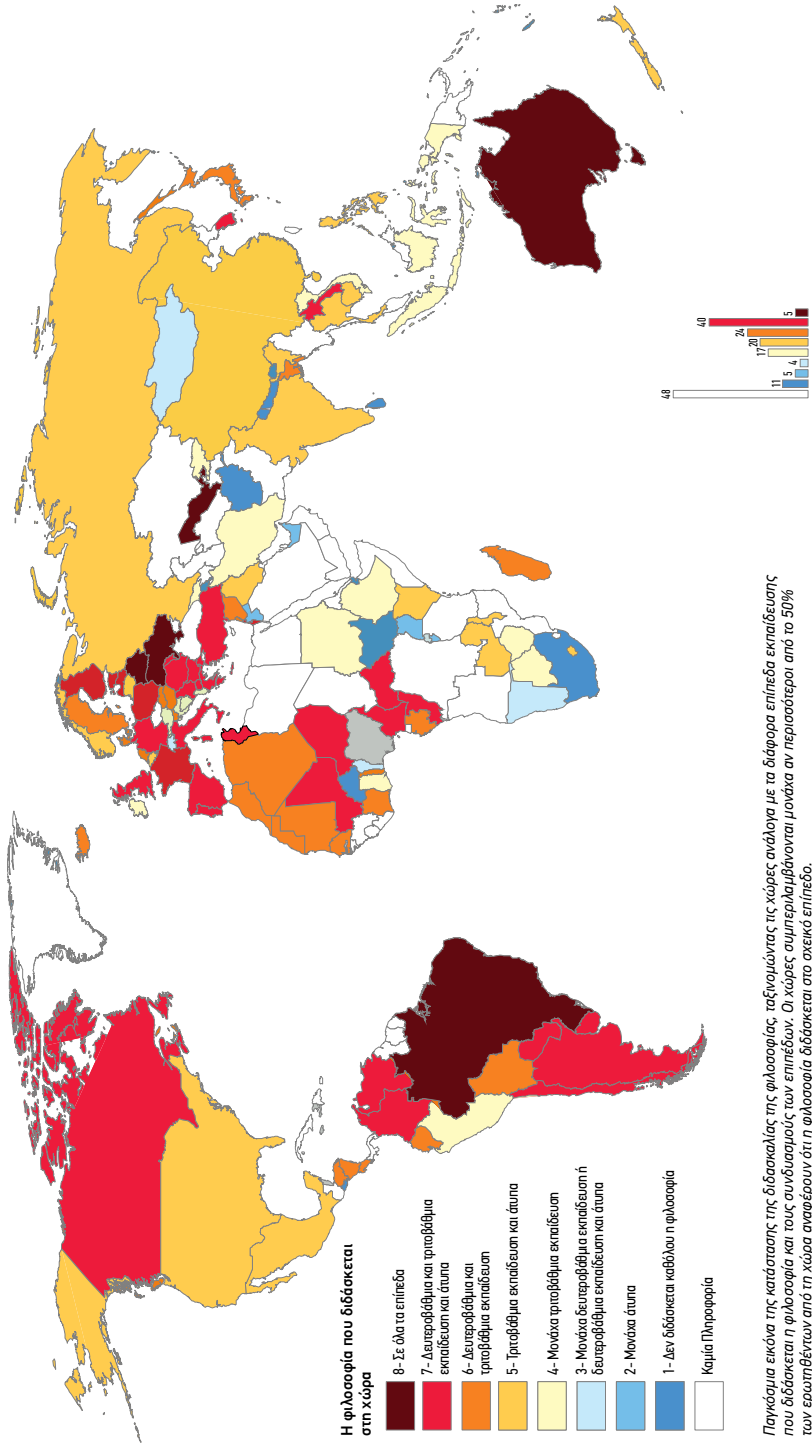 Η φιλοσοφία που διδάσκεται
στη χώρα
8- Σε όλα τα επίπεδα
7- Δευτεροβάθμια και τριτοβάθμια
εκπαίδευση και άτυπα
6- Δευτεροβάθμια και
τριτοβάθμια εκπαίδευση
5- Τριτοβάθμια εκπαίδευση και άτυπα
4- Μονάχα τριτοβάθμια εκπαίδευση
3- Μονάχα δευτεροβάθμια εκπαίδευση ή
δευτεροβάθμια εκπαίδευση και άτυπα
2- Μονάχα άτυπα
1- Δεν διδάσκεται καθόλου η φιλοσοφία
Καμία Πληροφορία
48
11
5
4
17
20
24
40
5
Παγκόσμια εικόνα της κατάστασης της διδασκαλίας της φιλοσοφίας, ταξινομώντας τις χώρες ανάλογα με τα διάφορα επίπεδα εκπαίδευσης
που διδάσκεται η φιλοσοφία και τους συνδυασμούς των επιπέδων. Οι χώρες συμπεριλαμβάνονται μονάχα αν περισσότεροι από το 50%
των ερωτηθέντων από τη χώρα αναφέρουν ότι η φιλοσοφία διδάσκεται στο σχετικό επίπεδο.